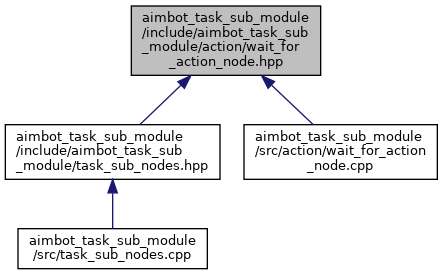 aimbot_task_sub_module
/include/aimbot_task_sub
_module/action/wait_for
_action_node.hpp
aimbot_task_sub_module
/include/aimbot_task_sub
_module/task_sub_nodes.hpp
aimbot_task_sub_module
/src/action/wait_for_action
_node.cpp
aimbot_task_sub_module
/src/task_sub_nodes.cpp